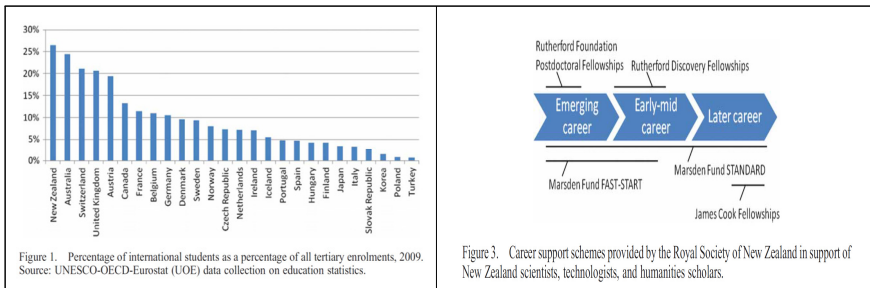 30%
25%
20%
15%
10%
5%
0%
New Zealand
Australia
Switzerland
United Kingdom
Austria
Canada
France
Belgium
Germany
Denmark
Sweden
Norway
Czech Republic
Netherlands
Ireland
Iceland
Portugal
Spain
Hungary
Finland
Japan
Italy
Slovak Republic
Korea
Poland
Turkey
Figure 1. Percentage of international students as a percentage of all tertiary enrolments, 2009.
Source: UNESCO-OECD-Eurostat (UOE) data collection on education statistics.
Rutherford Foundation
Postdoctoral Fellowships
Rutherford Discovery Fellowships
Emerging
career
Early-mid
career
Later career
Marsden Fund STANDARD
Marsden Fund FAST-START
James Cook Fellowships
Figure 3. Career support schemes provided by the Royal Society of New Zealand in support of
New Zealand scientists, technologists, and humanities scholars.